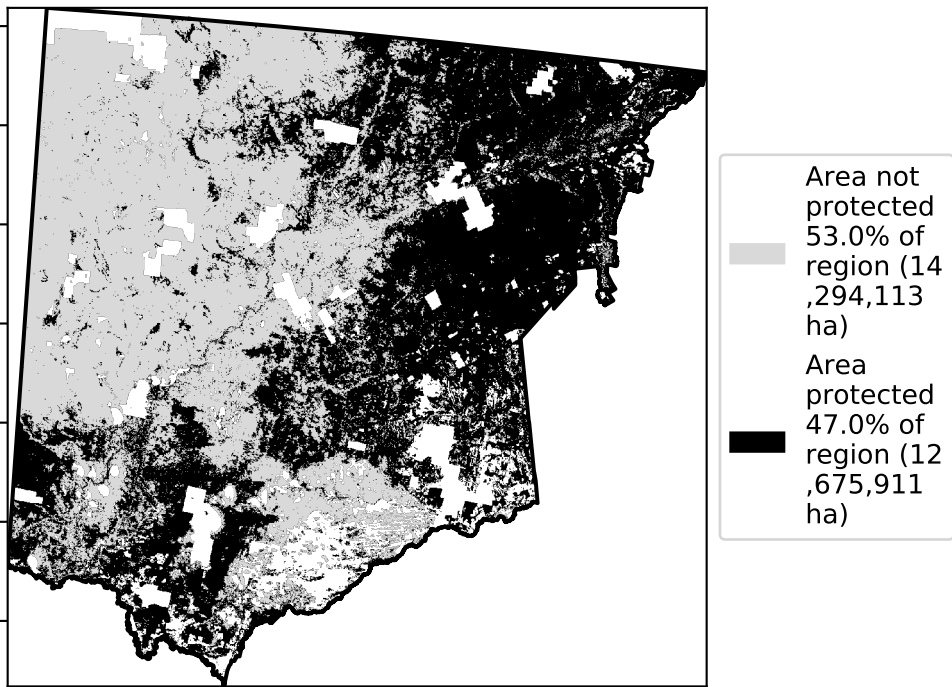 Area not
protected
53.0% of
region (14
,294,113
ha)
Area
protected
47.0% of
region (12
,675,911
ha)